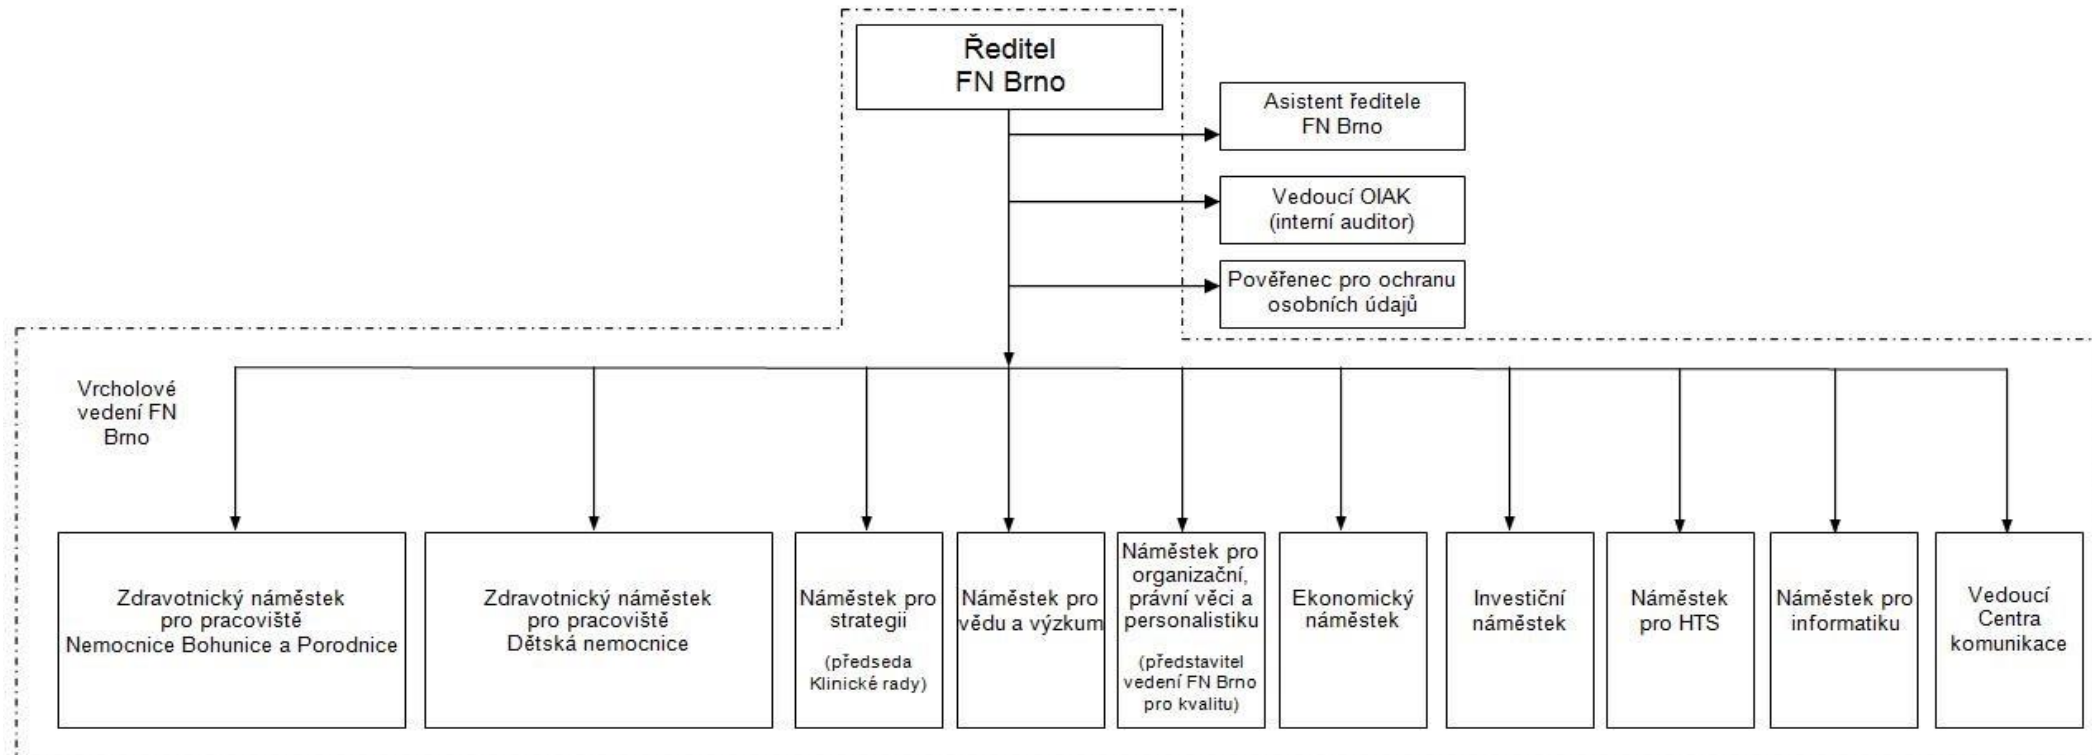 Ředitel
FN Brno
Asistent ředitele
FN Brno
Vedoucí OIAK
(interní auditor)
Pověřenec pro ochranu
osobních údajů
Vrcholové
vedení FN
Brno
Zdravotnický náměstek
pro pracoviště
Nemocnice Bohunice a Porodnice
Zdravotnický náměstek
pro pracoviště
Dětská nemocnice
Náměstek pro
strategii
(předseda
Klinické rady)
Náměstek pro
vědu a výzkum
Náměstek pro
organizační,
právní věci a
personalistiku
(představitel
vedení FN Brno
pro kvalitu)
Ekonomický
náměstek
Investiční
náměstek
Náměstek
pro HTS
Náměstek pro
informatiku
Vedoucí
Centra
komunikace